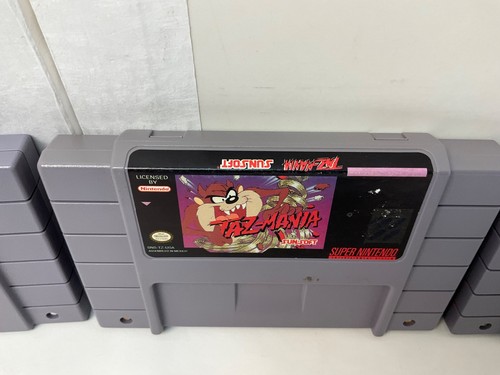 TAZ-MANIA
SUNSOFT
LICENSED
BY
Nintendo
TAZ-MANIA
SUNSOFT
SUPER NINTENDO